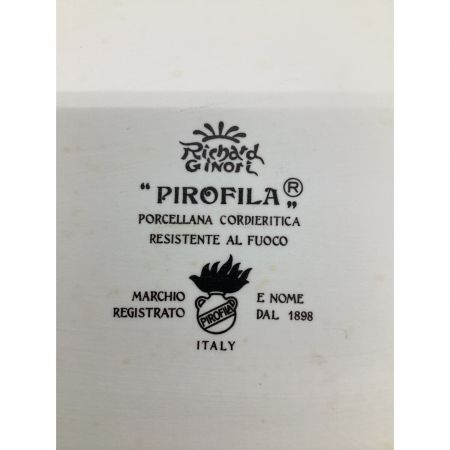 Richard
Ginori
"PIROFILA"®
PORCELLANA CORDIERITICA
RESISTENTE AL FUOCO
MARCHIO E NOME
REGISTRATO PIROFILA DAL 1898
ITALY